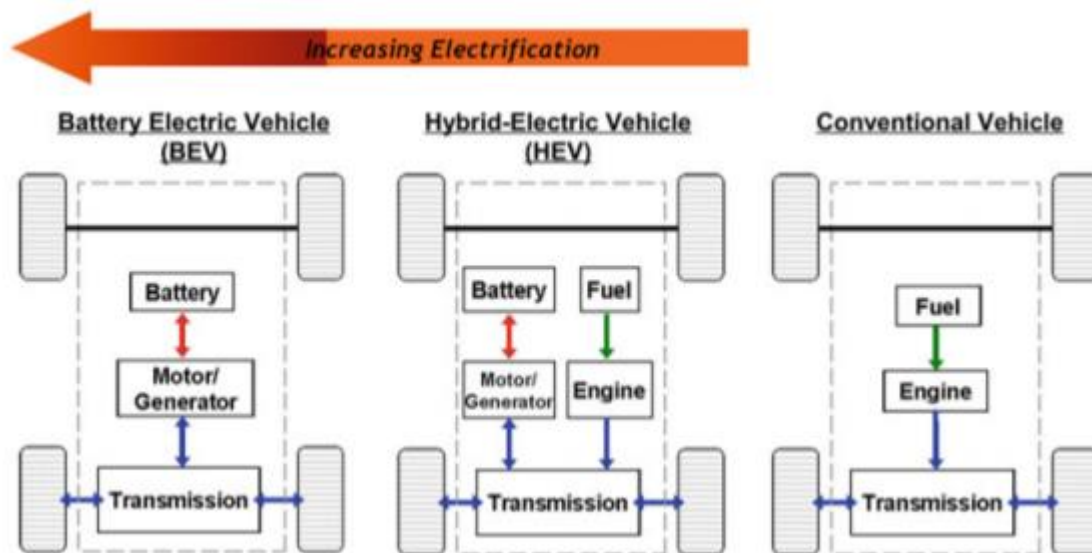 Increasing Electrification
Battery Electric Vehicle
(BEV)
Hybrid-Electric Vehicle
(HEV)
Conventional Vehicle
Battery
Motor/
Generator
Transmission
Battery
Fuel
Motor/
Generator
Engine
Transmission
Fuel
Engine
Transmission